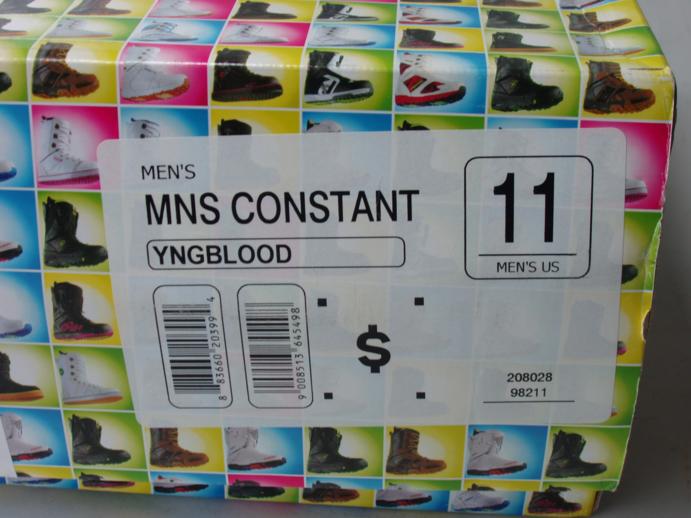 MEN'S
MNS CONSTANT
YNGBLOOD
11
MEN'S US
8 83660 20399 4
9 008513 645498
$
208028
98211